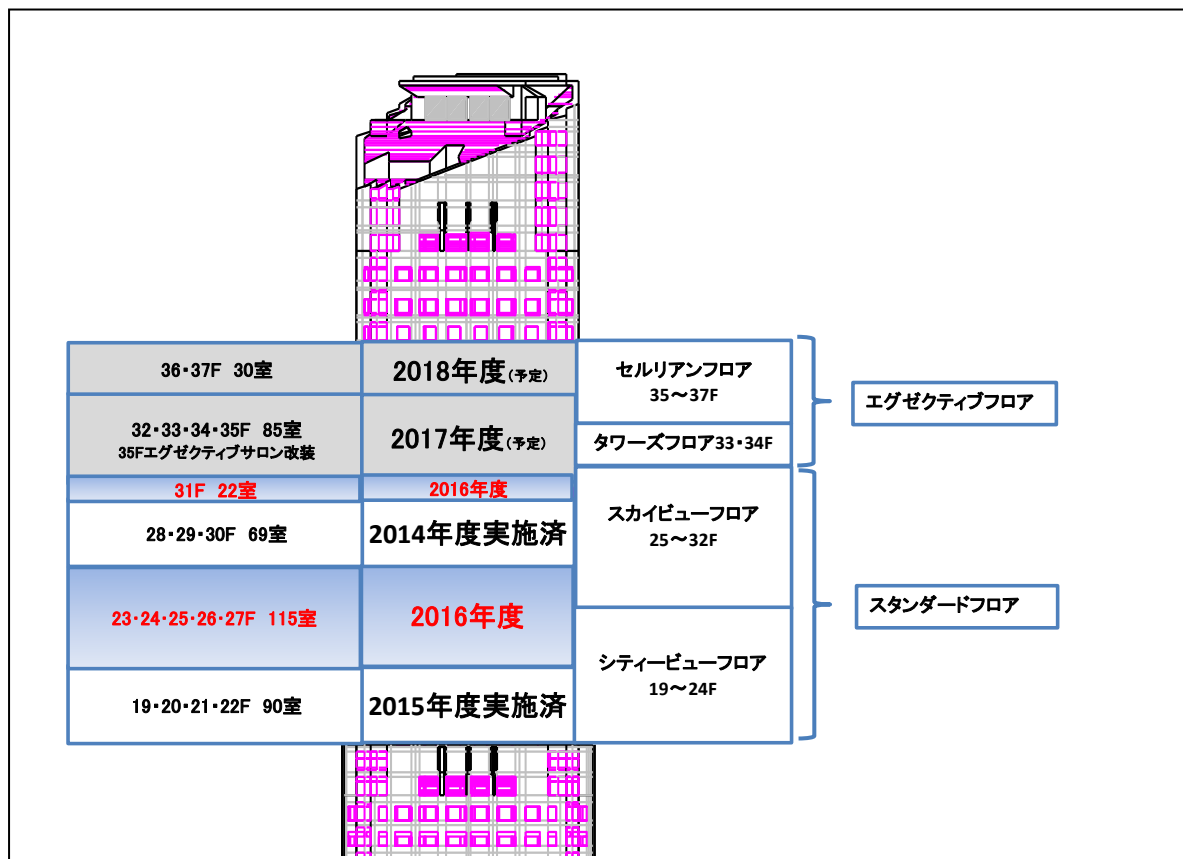 36・37F 30室
2018年度(予定)
セルリアンフロア
35～37F
エグゼクティブフロア
32・33・34・35F 85室
35Fエグゼクティブサロン改装
2017年度(予定)
タワーズフロア33・34F
31F 22室
2016年度
スカイビューフロア
25～32F
28・29・30F 69室
2014年度実施済
スタンダードフロア
23・24・25・26・27F 115室
2016年度
シティービューフロア
19～24F
19・20・21・22F 90室
2015年度実施済